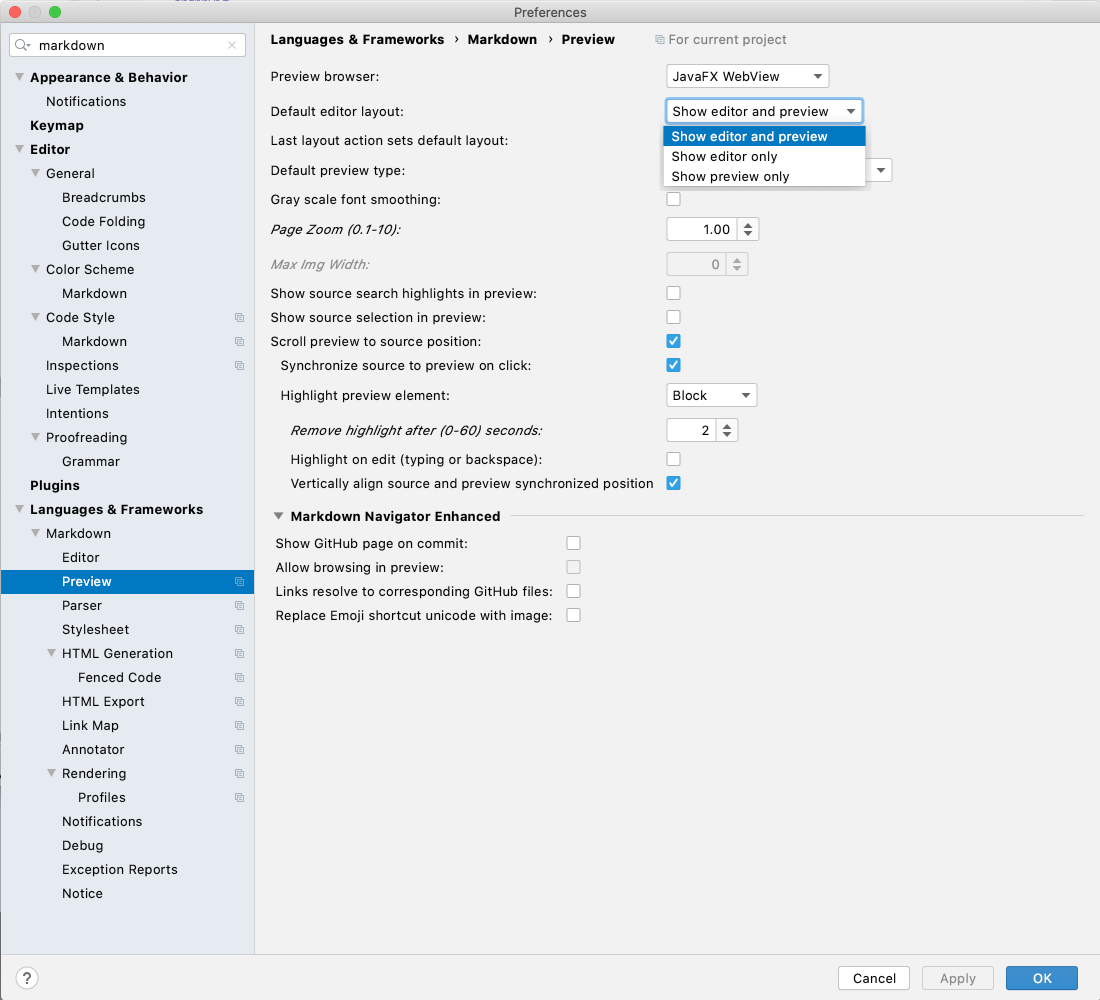 Preferences
markdown
Appearance & Behavior
Notifications
Keymap
Editor
General
Breadcrumbs
Code Folding
Gutter Icons
Color Scheme
Markdown
Code Style
Markdown
Inspections
Live Templates
Intentions
Proofreading
Grammar
Plugins
Languages & Frameworks
Markdown
Editor
Preview
Parser
Stylesheet
HTML Generation
Fenced Code
HTML Export
Link Map
Annotator
Rendering
Profiles
Notifications
Debug
Exception Reports
Notice
Languages & Frameworks › Markdown › Preview For current project
Preview browser: JavaFX WebView
Default editor layout: Show editor and preview
Show editor and preview
Show editor only
Show preview only
Last layout action sets default layout:
Default preview type:
Gray scale font smoothing:
Page Zoom (0.1-10): 1.00
Max Img Width: 0
Show source search highlights in preview:
Show source selection in preview:
Scroll preview to source position:
Synchronize source to preview on click:
Highlight preview element: Block
Remove highlight after (0-60) seconds: 2
Highlight on edit (typing or backspace):
Vertically align source and preview synchronized position
Markdown Navigator Enhanced
Show GitHub page on commit:
Allow browsing in preview:
Links resolve to corresponding GitHub files:
Replace Emoji shortcut unicode with image:
? Cancel Apply OK